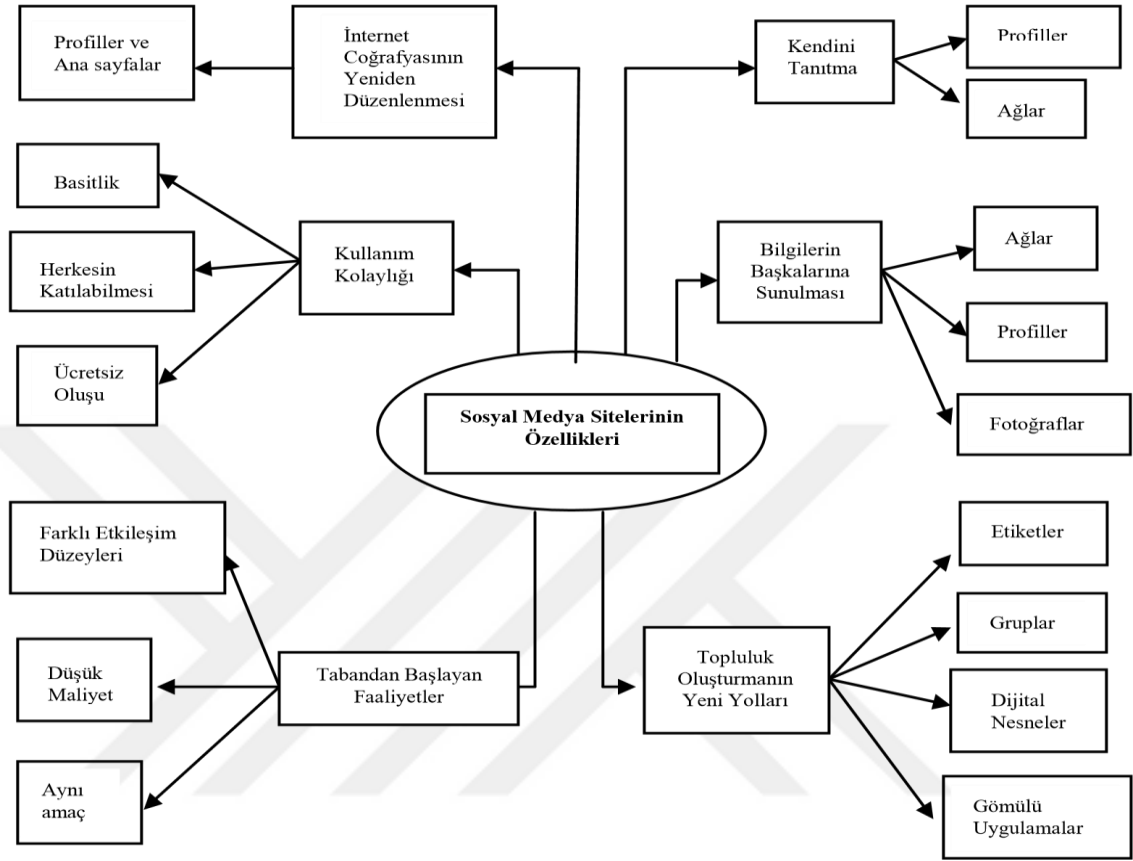 Profiller ve
Ana sayfalar
İnternet
Coğrafyasının
Yeniden
Düzenlenmesi
Kendini
Tanıtma
Profiller
Ağlar
Basitlik
Herkesin
Katılabilmesi
Ücretsiz
Oluşu
Kullanım
Kolaylığı
Bilgilerin
Başkalarına
Sunulması
Ağlar
Profiller
Fotoğraflar
Sosyal Medya Sitelerinin
Özellikleri
Farklı Etkileşim
Düzeyleri
Düşük
Maliyet
Aynı
amaç
Tabandan Başlayan
Faaliyetler
Topluluk
Oluşturmanın
Yeni Yolları
Etiketler
Gruplar
Dijital
Nesneler
Gömülü
Uygulamalar